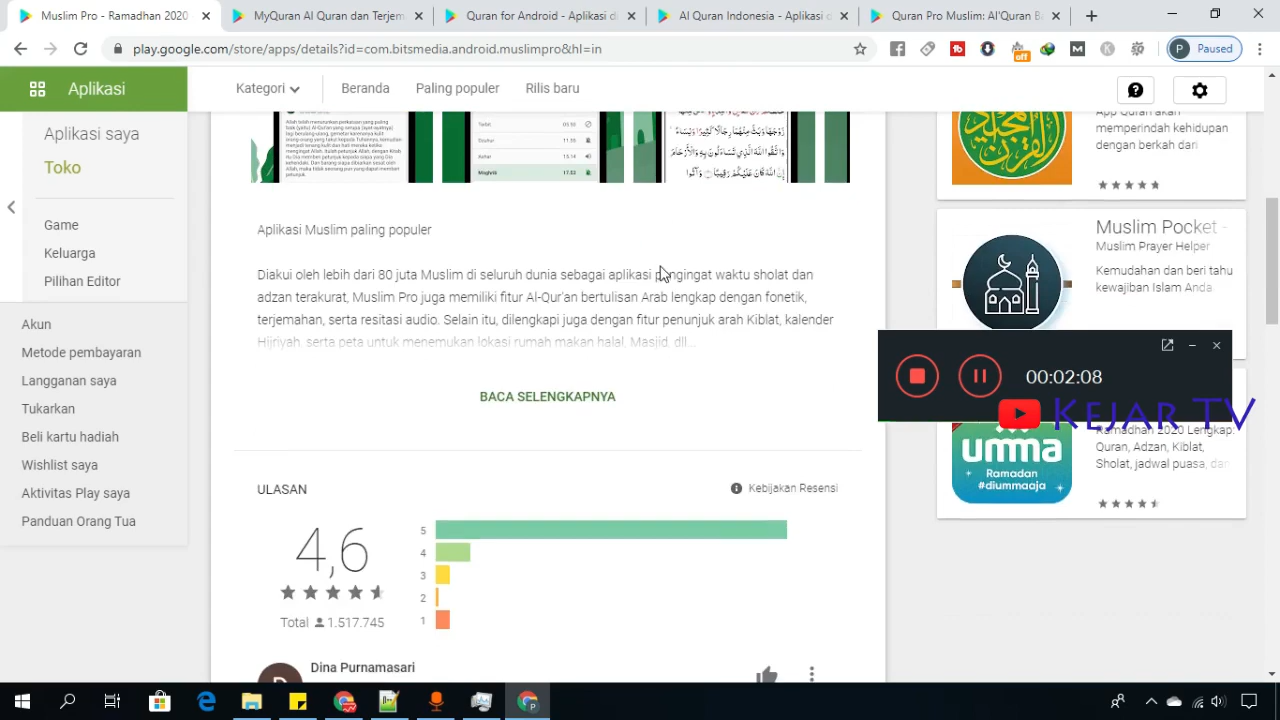 Muslim Pro - Ramadhan 2020
MyQuran Al Quran dan Terjem
Quran for Android - Aplikasi d
Al Quran Indonesia - Aplikasi d
Quran Pro Muslim: Al'Quran B
play.google.com/store/apps/details?id=com.bitsmedia.android.muslimpro&hl=in
off
P Paused
Aplikasi
Kategori
Beranda
Paling populer
Rilis baru
Aplikasi saya
Toko
Game
Keluarga
Pilihan Editor
Akun
Metode pembayaran
Langganan saya
Tukarkan
Beli kartu hadiah
Wishlist saya
Aktivitas Play saya
Panduan Orang Tua
Aplikasi Muslim paling populer
Diakui oleh lebih dari 80 juta Muslim di seluruh dunia sebagai aplikasi pengingat waktu sholat dan
adzan terakurat, Muslim Pro juga memiliki fitur Al-Qur'an bertulisan Arab lengkap dengan fonetik,
terjemahan, serta resitasi audio. Selain itu, dilengkapi juga dengan fitur penunjuk arah Kiblat, kalender
Hijriyah, serta peta untuk menemukan lokasi rumah makan halal, Masjid, dll...
BACA SELENGKAPNYA
ULASAN
Kebijakan Resensi
4,6
Total 1.517.745
5
4
3
2
1
D
Dina Purnamasari
App Quran akan
memperindah kehidupan
dengan berkah dari
Muslim Pocket -
Muslim Prayer Helper
Kemudahan dan beri tahu
kewajiban Islam Anda.
00:02:08
Kejar TV
Ramadhan 2020 Lengkap.
Quran, Adzan, Kiblat,
Sholat, jadwal puasa, dan
umma
Ramadan
#diummaaja